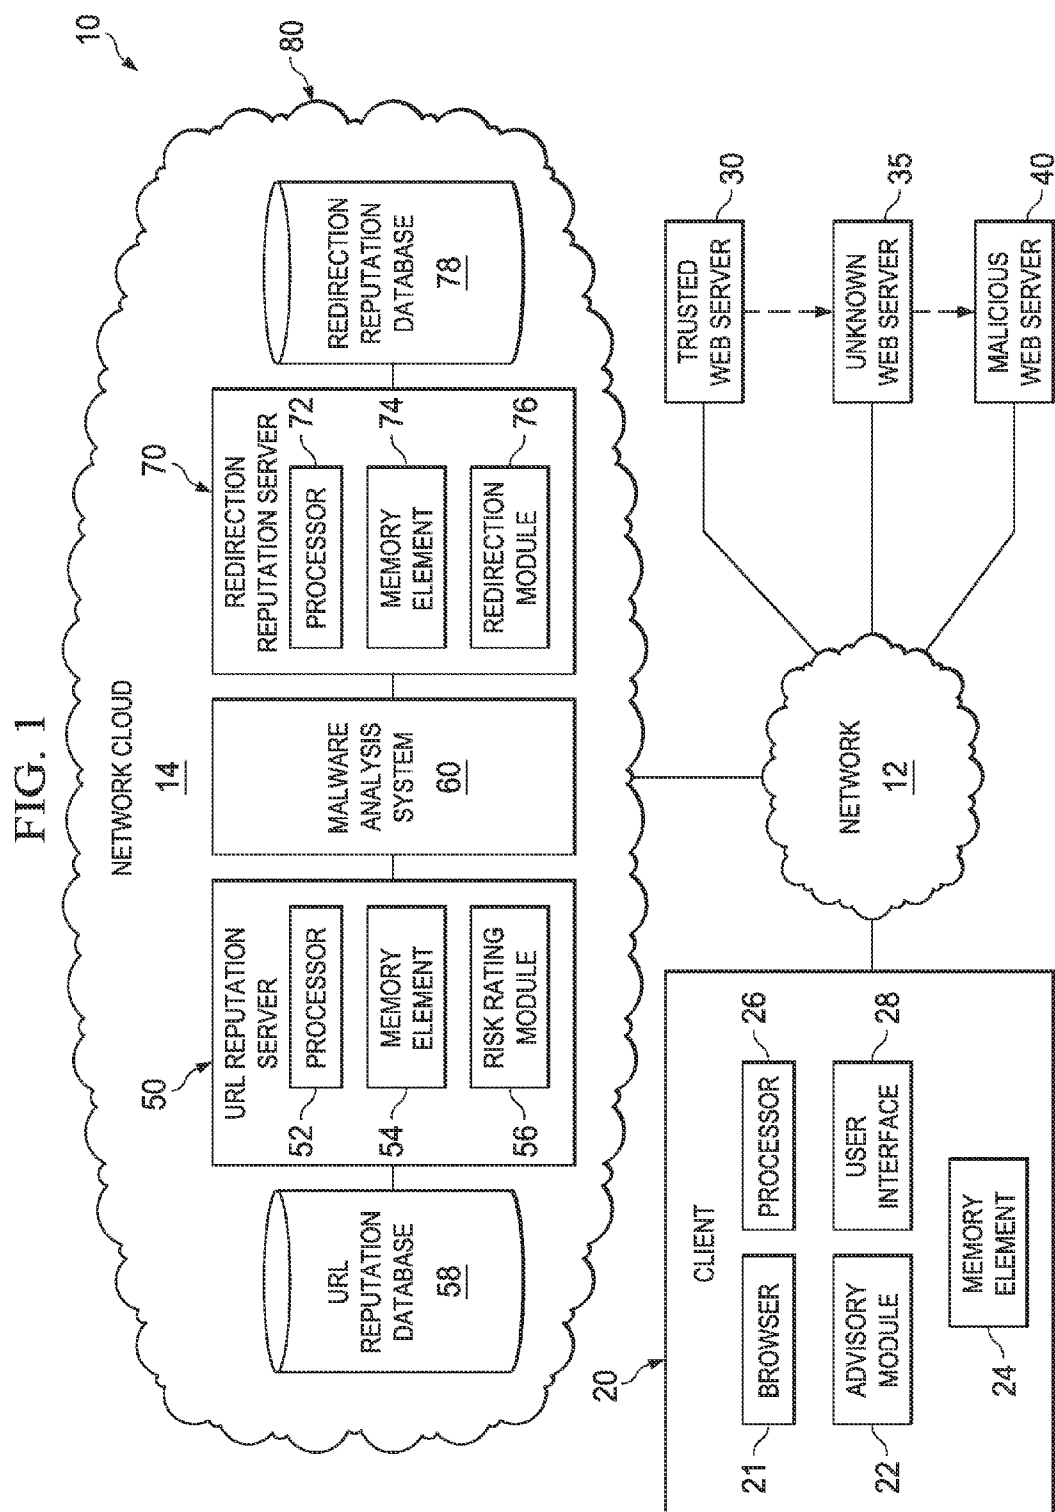 FIG. 1
10
80
NETWORK CLOUD
14
50
URL REPUTATION
SERVER
PROCESSOR
52
MEMORY
ELEMENT
54
RISK RATING
MODULE
56
URL
REPUTATION
DATABASE
58
MALWARE
ANALYSIS
SYSTEM
60
70
REDIRECTION
REPUTATION SERVER
PROCESSOR
72
MEMORY
ELEMENT
74
REDIRECTION
MODULE
76
REDIRECTION
REPUTATION
DATABASE
78
20
CLIENT
BROWSER
21
PROCESSOR
26
ADVISORY
MODULE
22
USER
INTERFACE
28
MEMORY
ELEMENT
24
NETWORK
12
TRUSTED
WEB SERVER
30
UNKNOWN
WEB SERVER
35
MALICIOUS
WEB SERVER
40